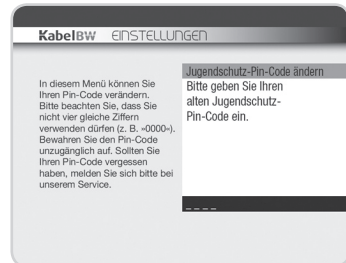 KabelBW EINSTELLUNGEN
In diesem Menü können Sie
Ihren Pin-Code verändern.
Bitte beachten Sie, dass Sie
nicht vier gleiche Ziffern
verwenden dürfen (z. B. »0000«).
Bewahren Sie den Pin-Code
unzugänglich auf. Sollten Sie
Ihren Pin-Code vergessen
haben, melden Sie sich bitte bei
unserem Service.
Jugendschutz-Pin-Code ändern
Bitte geben Sie Ihren
alten Jugendschutz-
Pin-Code ein.
_ _ _ _